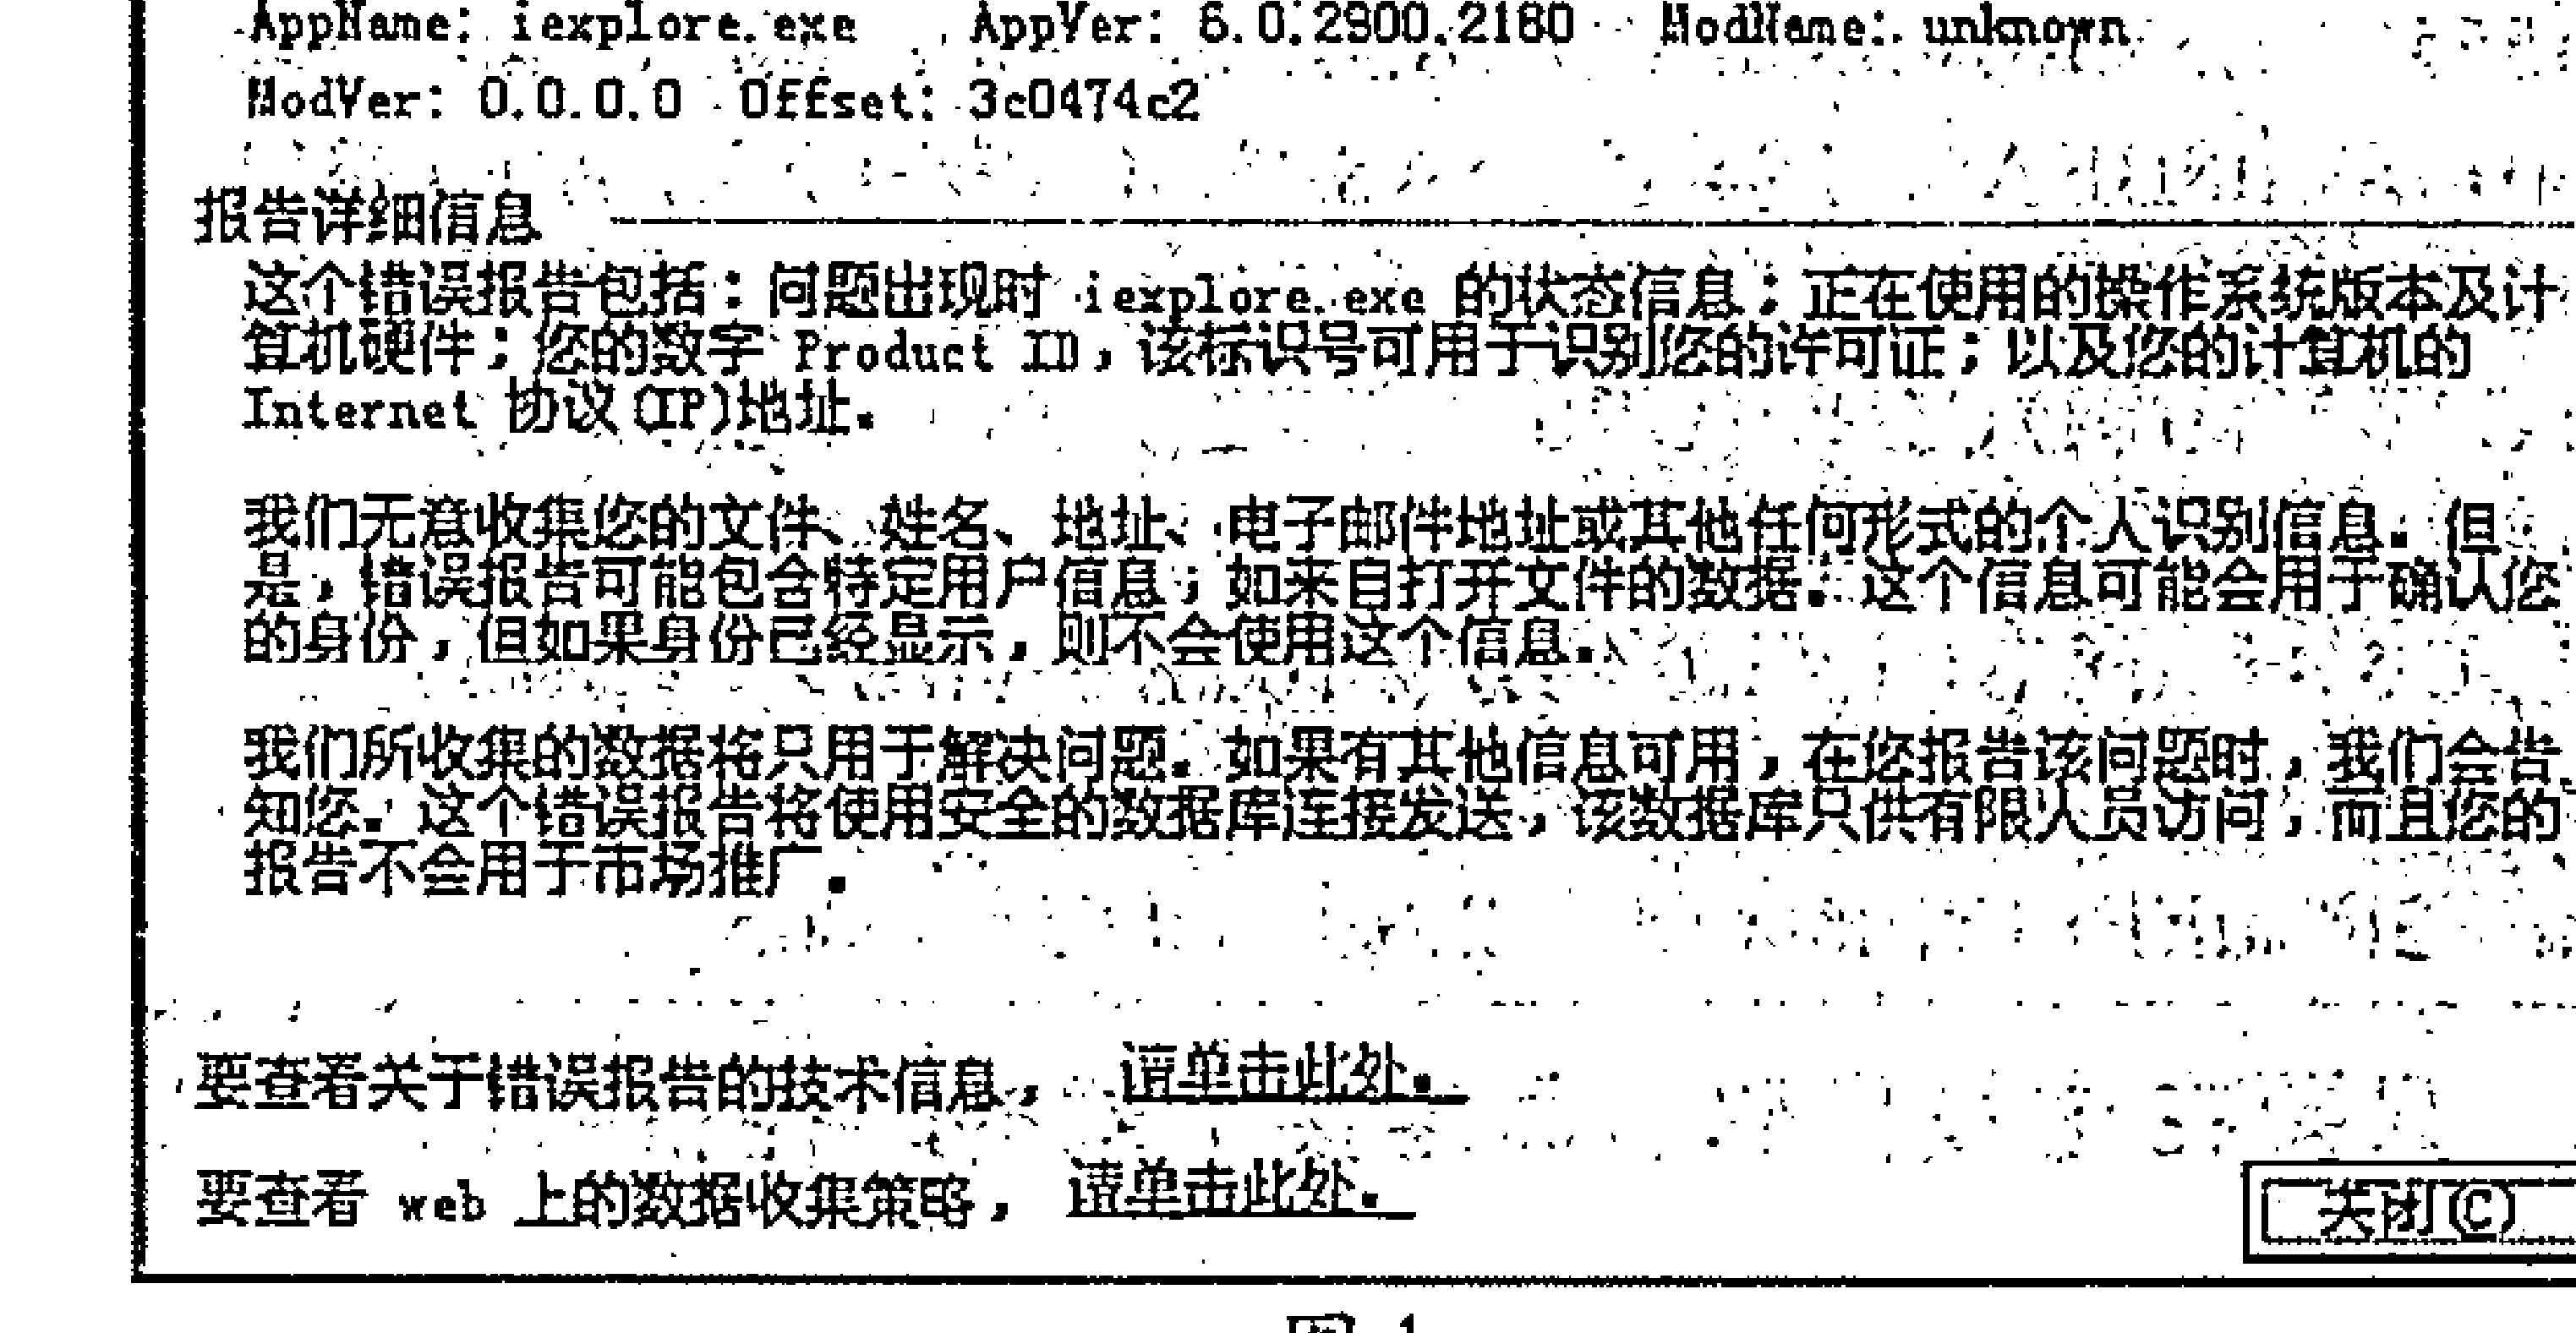 AppName: iexplore.exe AppVer: 6.0.2900.2180 ModName: unknown
ModVer: 0.0.0.0 Offset: 3c0474c2
报告详细信息
这个错误报告包括：问题出现时 iexplore.exe 的状态信息；正在使用的操作系统版本及计
算机硬件；您的数字 Product ID，该标识号可用于识别您的许可证；以及您的计算机的
Internet 协议(IP)地址。
我们无意收集您的文件、姓名、地址、电子邮件地址或其他任何形式的个人识别信息。但
是，错误报告可能包含特定用户信息，如来自打开文件的数据。这个信息可能会用于确认您
的身份，但如果身份已经显示，则不会使用这个信息。
我们所收集的数据将只用于解决问题。如果有其他信息可用，在您报告该问题时，我们会告
知您。这个错误报告将使用安全的数据库连接发送，该数据库只供有限人员访问，而且您的
报告不会用于市场推广。
要查看关于错误报告的技术信息， 请单击此处。
要查看 web 上的数据收集策略， 请单击此处。
关闭(C)
图 1